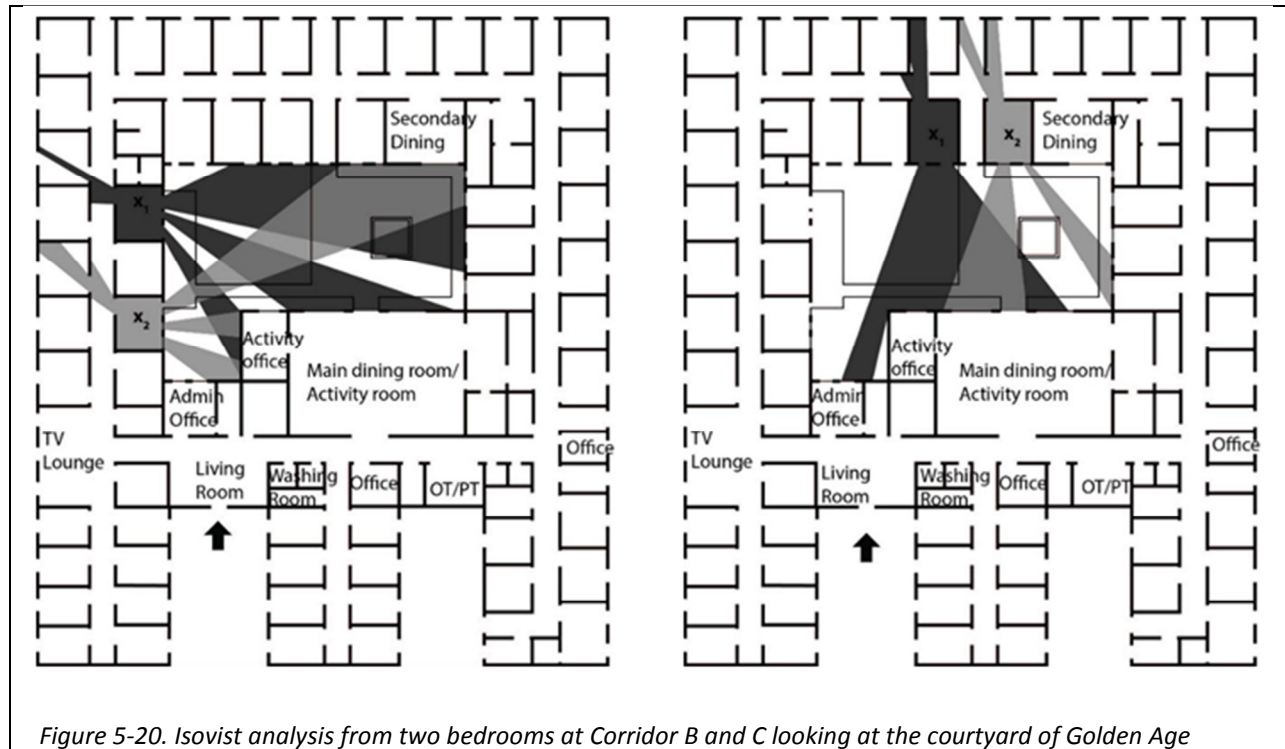 Secondary
Dining
X1
X2
Activity
office
Main dining room/
Activity room
Admin
Office
TV
Lounge
Living
Room
Washing
Room
Office
OT/PT
Office
X1
X2
Secondary
Dining
Activity
office
Main dining room/
Activity room
Admin
Office
TV
Lounge
Living
Room
Washing
Room
Office
OT/PT
Office
Figure 5-20. Isovist analysis from two bedrooms at Corridor B and C looking at the courtyard of Golden Age